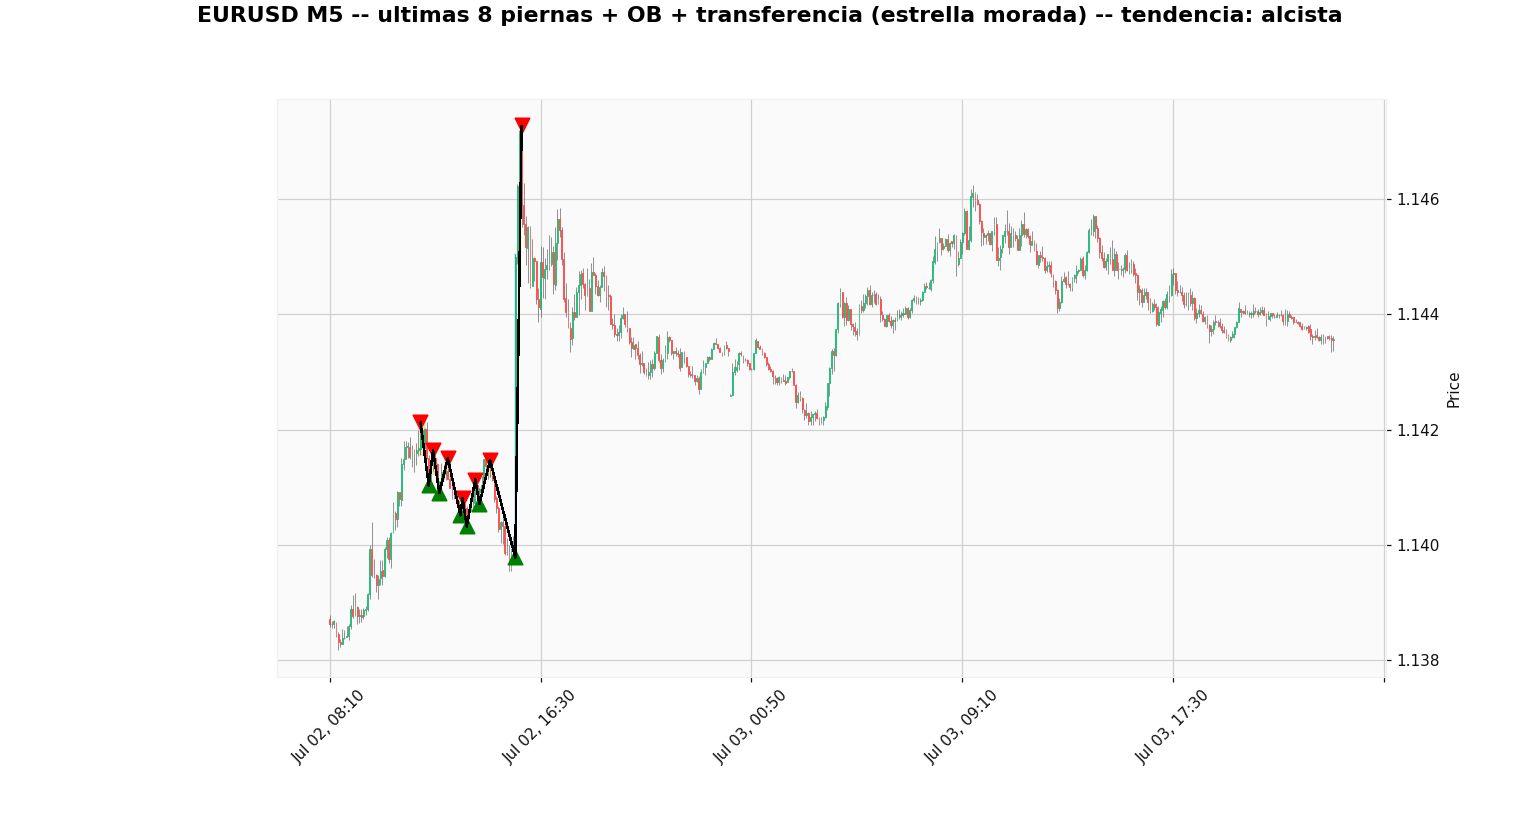 EURUSD M5 -- ultimas 8 piernas + OB + transferencia (estrella morada) -- tendencia: alcista
1.146
1.144
1.142
1.140
1.138
Price
Jul 02, 08:10
Jul 02, 16:30
Jul 03, 00:50
Jul 03, 09:10
Jul 03, 17:30